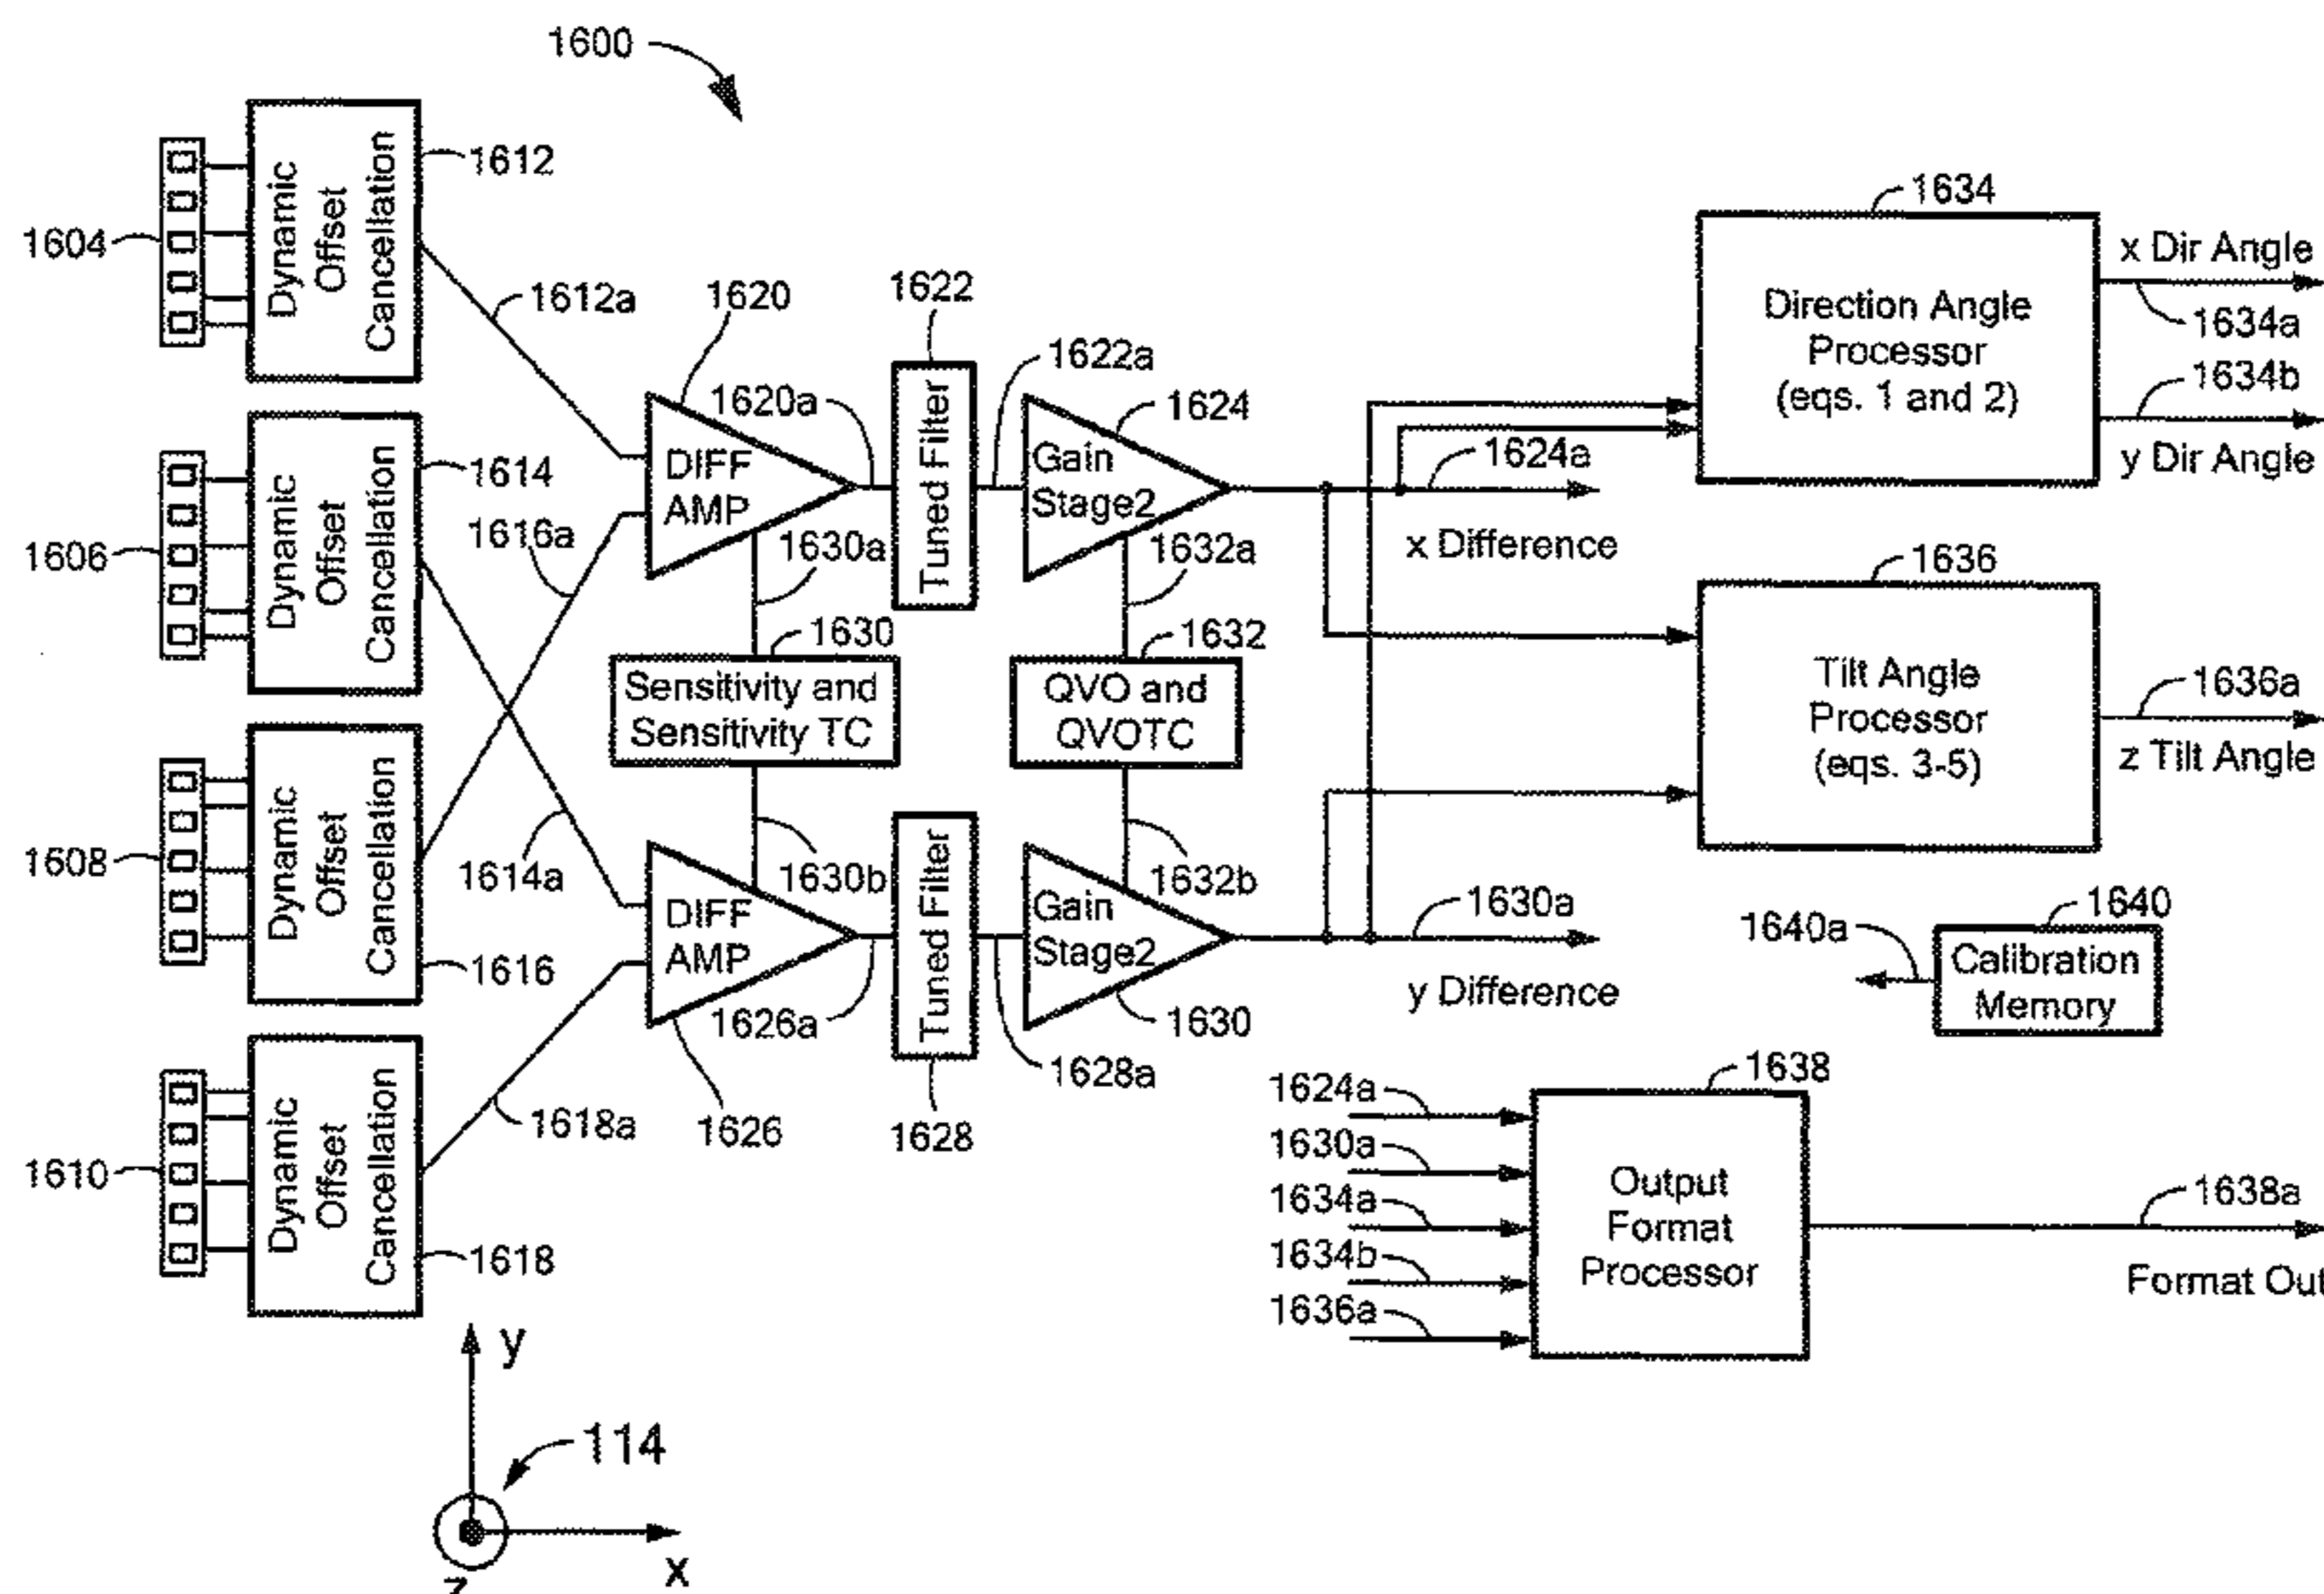 1600
1604
Dynamic
Offset
Cancellation
1612
1612a
1606
Dynamic
Offset
Cancellation
1614
1616a
1614a
1608
Dynamic
Offset
Cancellation
1616
1610
Dynamic
Offset
Cancellation
1618
1618a
1620
DIFF
AMP
1620a
1622
Tuned Filter
1622a
1624
Gain
Stage2
1624a
x Difference
1630a
1630
Sensitivity and
Sensitivity TC
1630b
1632a
1632
QVO and
QVOTC
1632b
DIFF
AMP
1626
1626a
Tuned Filter
1628
1628a
Gain
Stage2
1630
1630a
y Difference
1634
Direction Angle
Processor
(eqs. 1 and 2)
x Dir Angle
1634a
1634b
y Dir Angle
1636
Tilt Angle
Processor
(eqs. 3-5)
1636a
z Tilt Angle
1640a
1640
Calibration
Memory
1624a
1630a
1634a
1634b
1636a
1638
Output
Format
Processor
1638a
Format Out
y
114
x
z